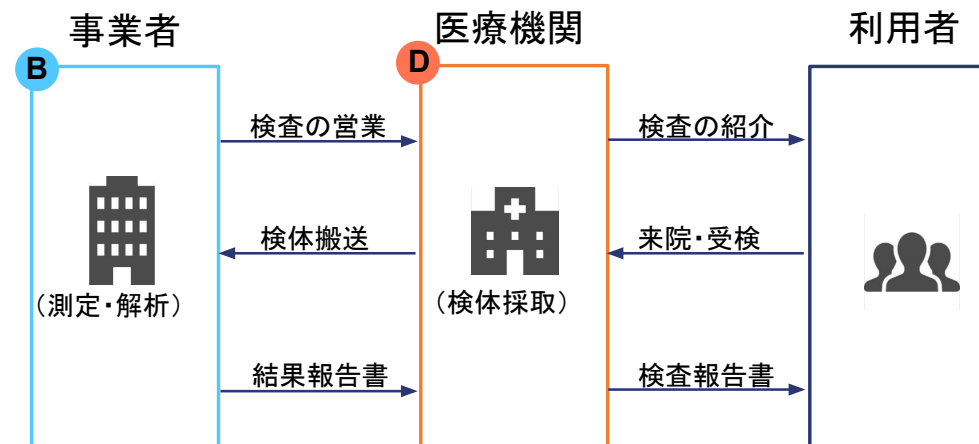 事業者
医療機関
利用者
B
D
検査の営業
検査の紹介
検体搬送
来院・受検
（測定・解析）
（検体採取）
結果報告書
検査報告書